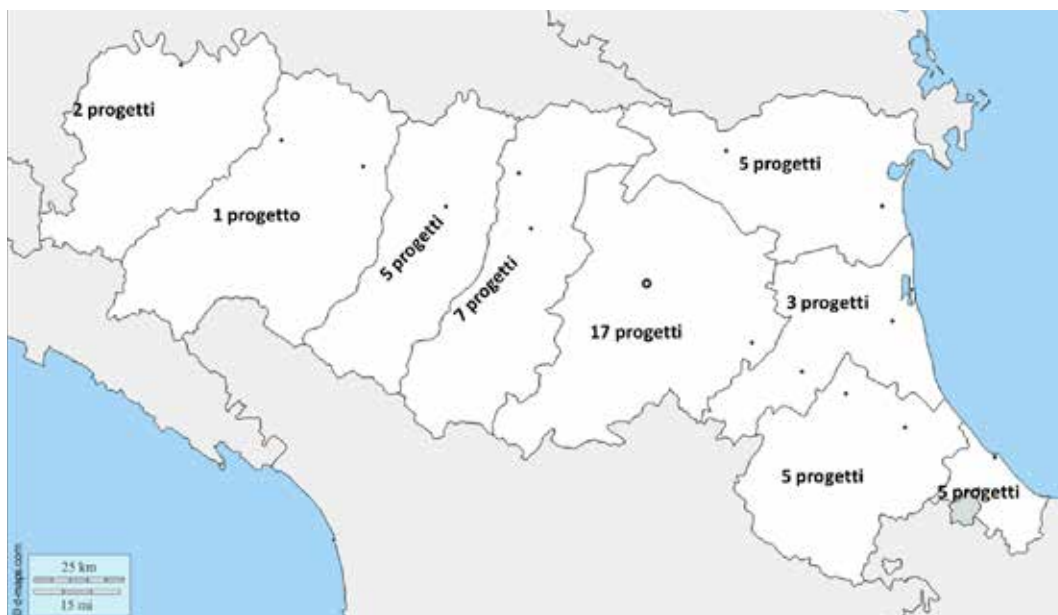 2 progetti
1 progetto
5 progetti
7 progetti
17 progetti
5 progetti
3 progetti
5 progetti
5 progetti
25 km
15 mi
© d-maps.com